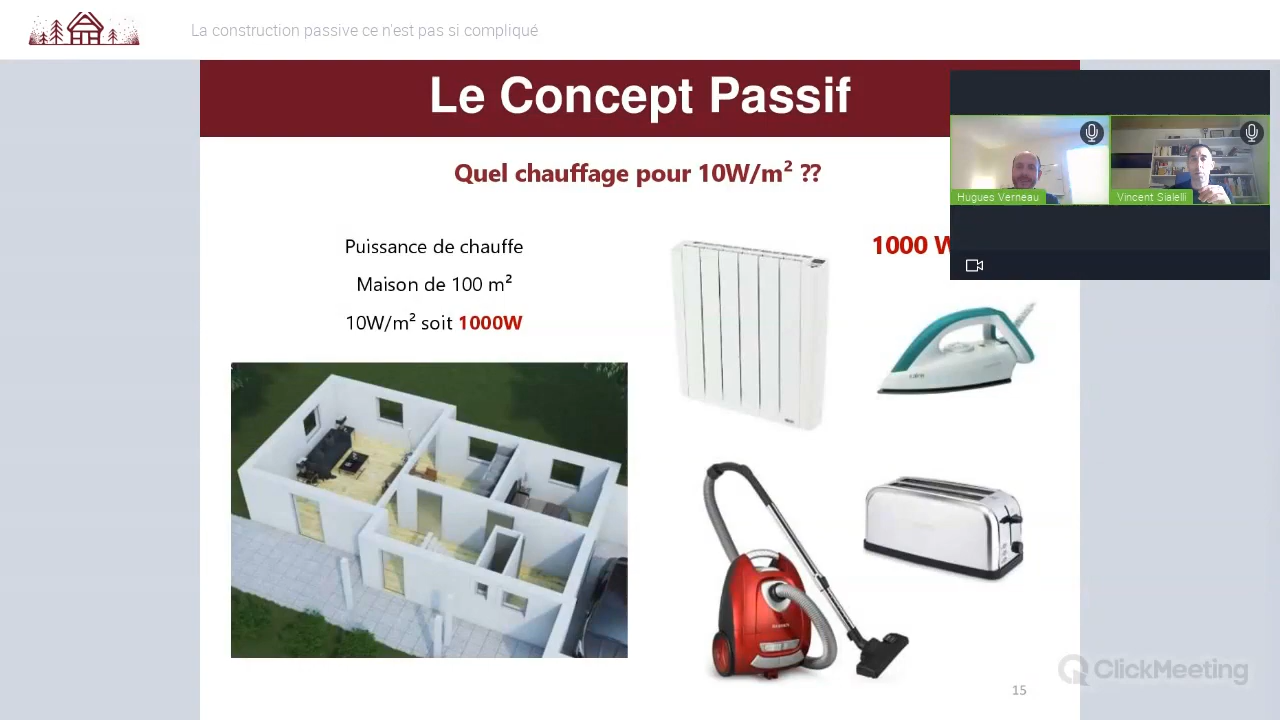 La construction passive ce n'est pas si compliqué
Le Concept Passif
Quel chauffage pour 10W/m² ??
Hugues Verneau
Vincent Sialelli
Puissance de chauffe
1000 W
Maison de 100 m²
10W/m² soit 1000W
ClickMeeting
15